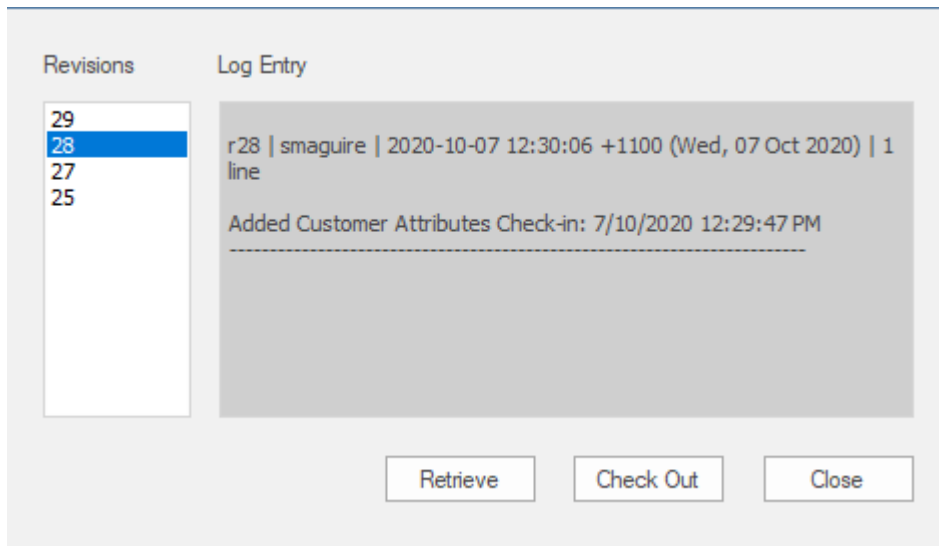 Revisions
Log Entry
29
28
27
25
r28 | smaguire | 2020-10-07 12:30:06 +1100 (Wed, 07 Oct 2020) | 1
line
Added Customer Attributes Check-in: 7/10/2020 12:29:47 PM
------------------------------------------------------------------------
Retrieve
Check Out
Close